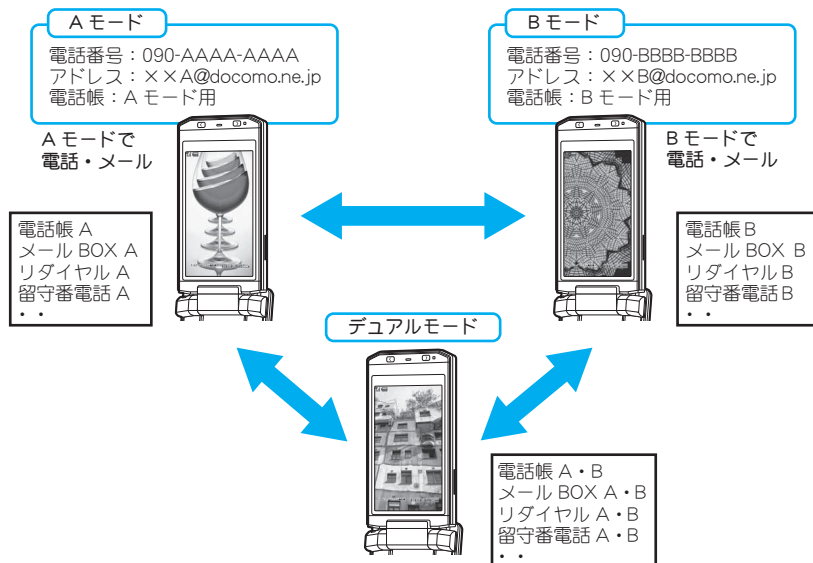 A モード
電話番号：090-AAAA-AAAA
アドレス：××A@docomo.ne.jp
電話帳：A モード用
B モード
電話番号：090-BBBB-BBBB
アドレス：××B@docomo.ne.jp
電話帳：B モード用
A モードで
電話・メール
B モードで
電話・メール
電話帳 A
メール BOX A
リダイヤル A
留守番電話 A
・・
電話帳 B
メール BOX B
リダイヤル B
留守番電話 B
・・
デュアルモード
電話帳 A・B
メール BOX A・B
リダイヤル A・B
留守番電話 A・B
・・